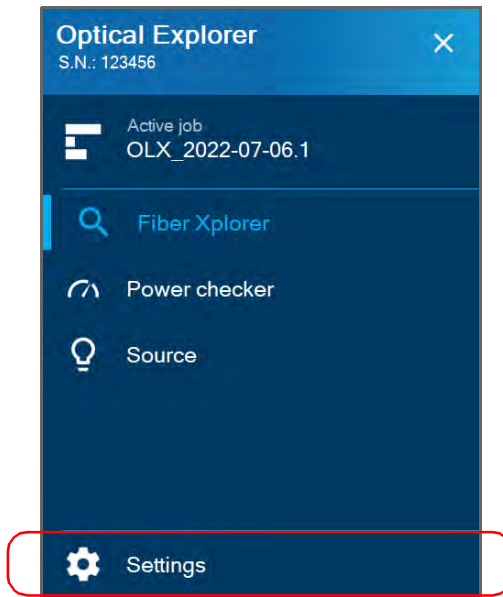 Optical Explorer
S.N.: 123456
Active job
OLX_2022-07-06.1
Fiber Xplorer
Power checker
Source
Settings